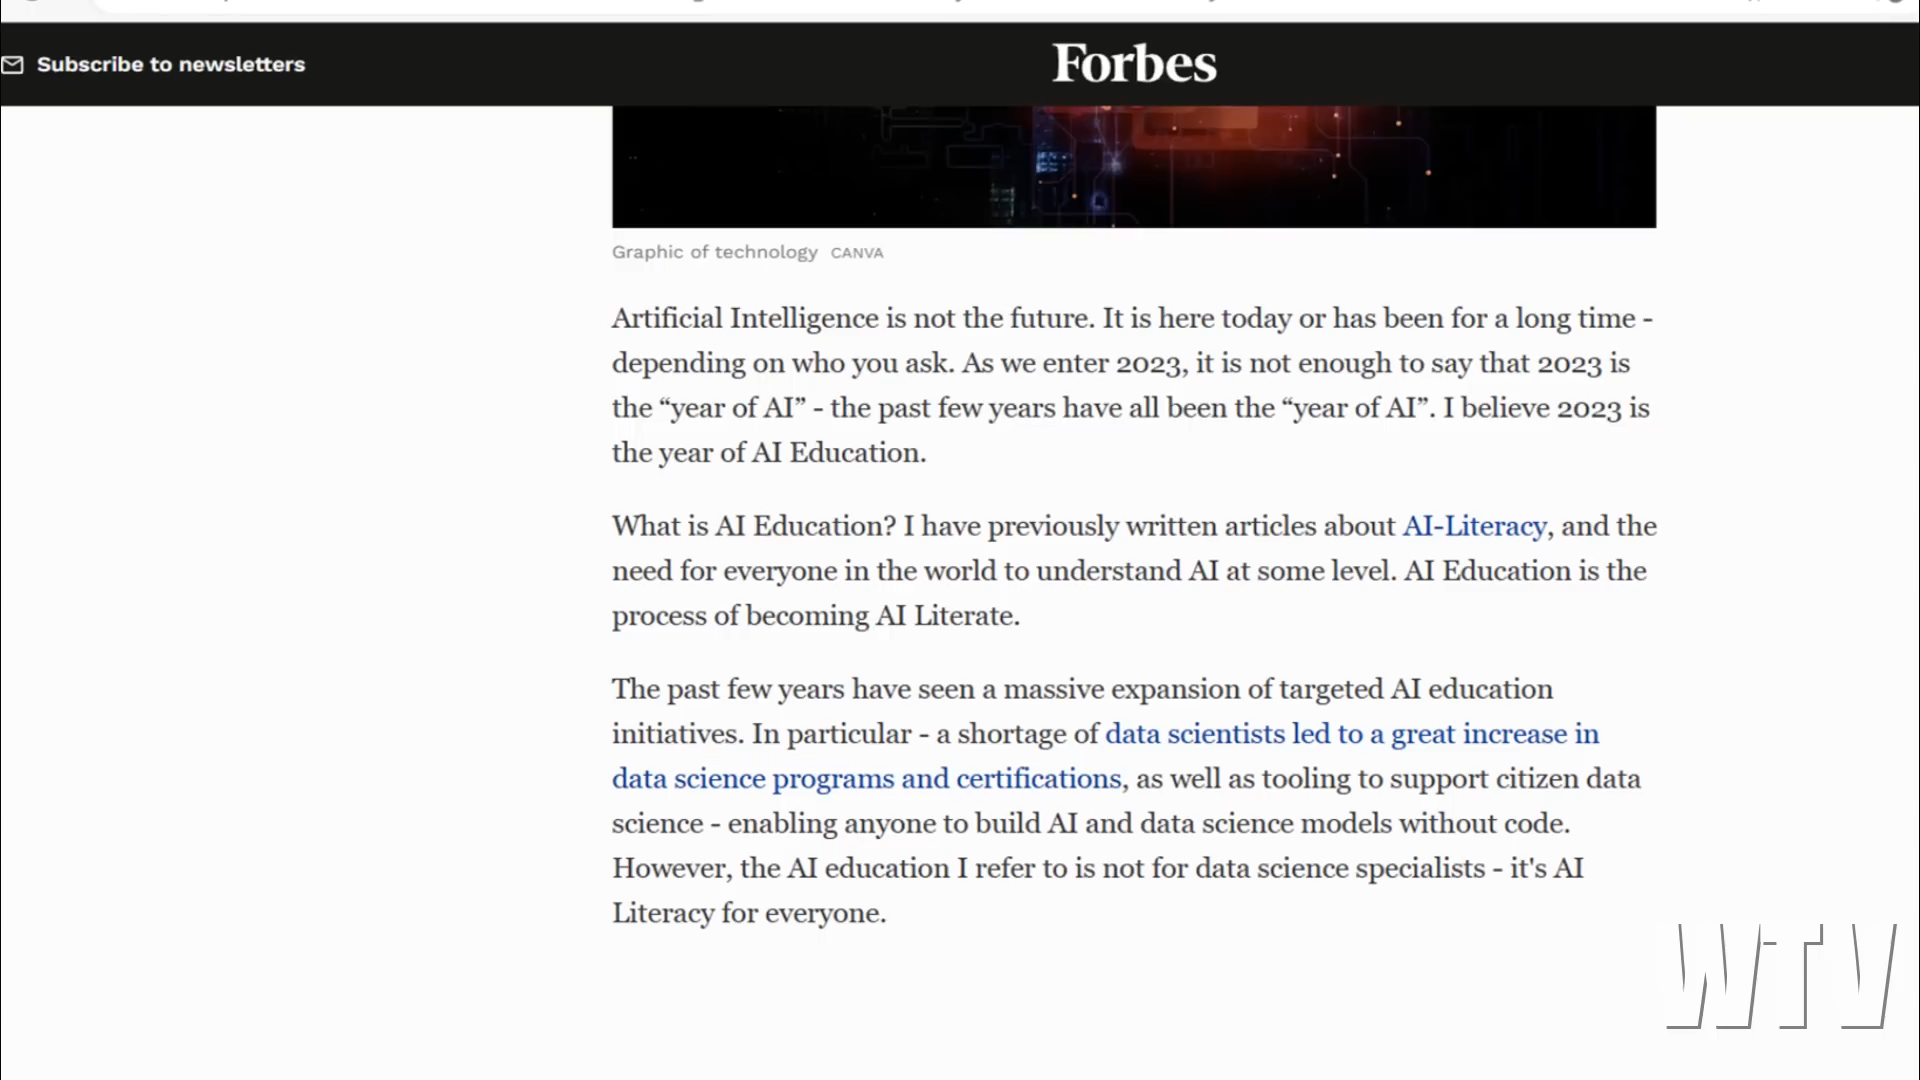 Subscribe to newsletters
Forbes
Graphic of technology CANVA
Artificial Intelligence is not the future. It is here today or has been for a long time -
depending on who you ask. As we enter 2023, it is not enough to say that 2023 is
the “year of AI” - the past few years have all been the “year of AI”. I believe 2023 is
the year of AI Education.
What is AI Education? I have previously written articles about AI-Literacy, and the
need for everyone in the world to understand AI at some level. AI Education is the
process of becoming AI Literate.
The past few years have seen a massive expansion of targeted AI education
initiatives. In particular - a shortage of data scientists led to a great increase in
data science programs and certifications, as well as tooling to support citizen data
science - enabling anyone to build AI and data science models without code.
However, the AI education I refer to is not for data science specialists - it's AI
Literacy for everyone.
WTV